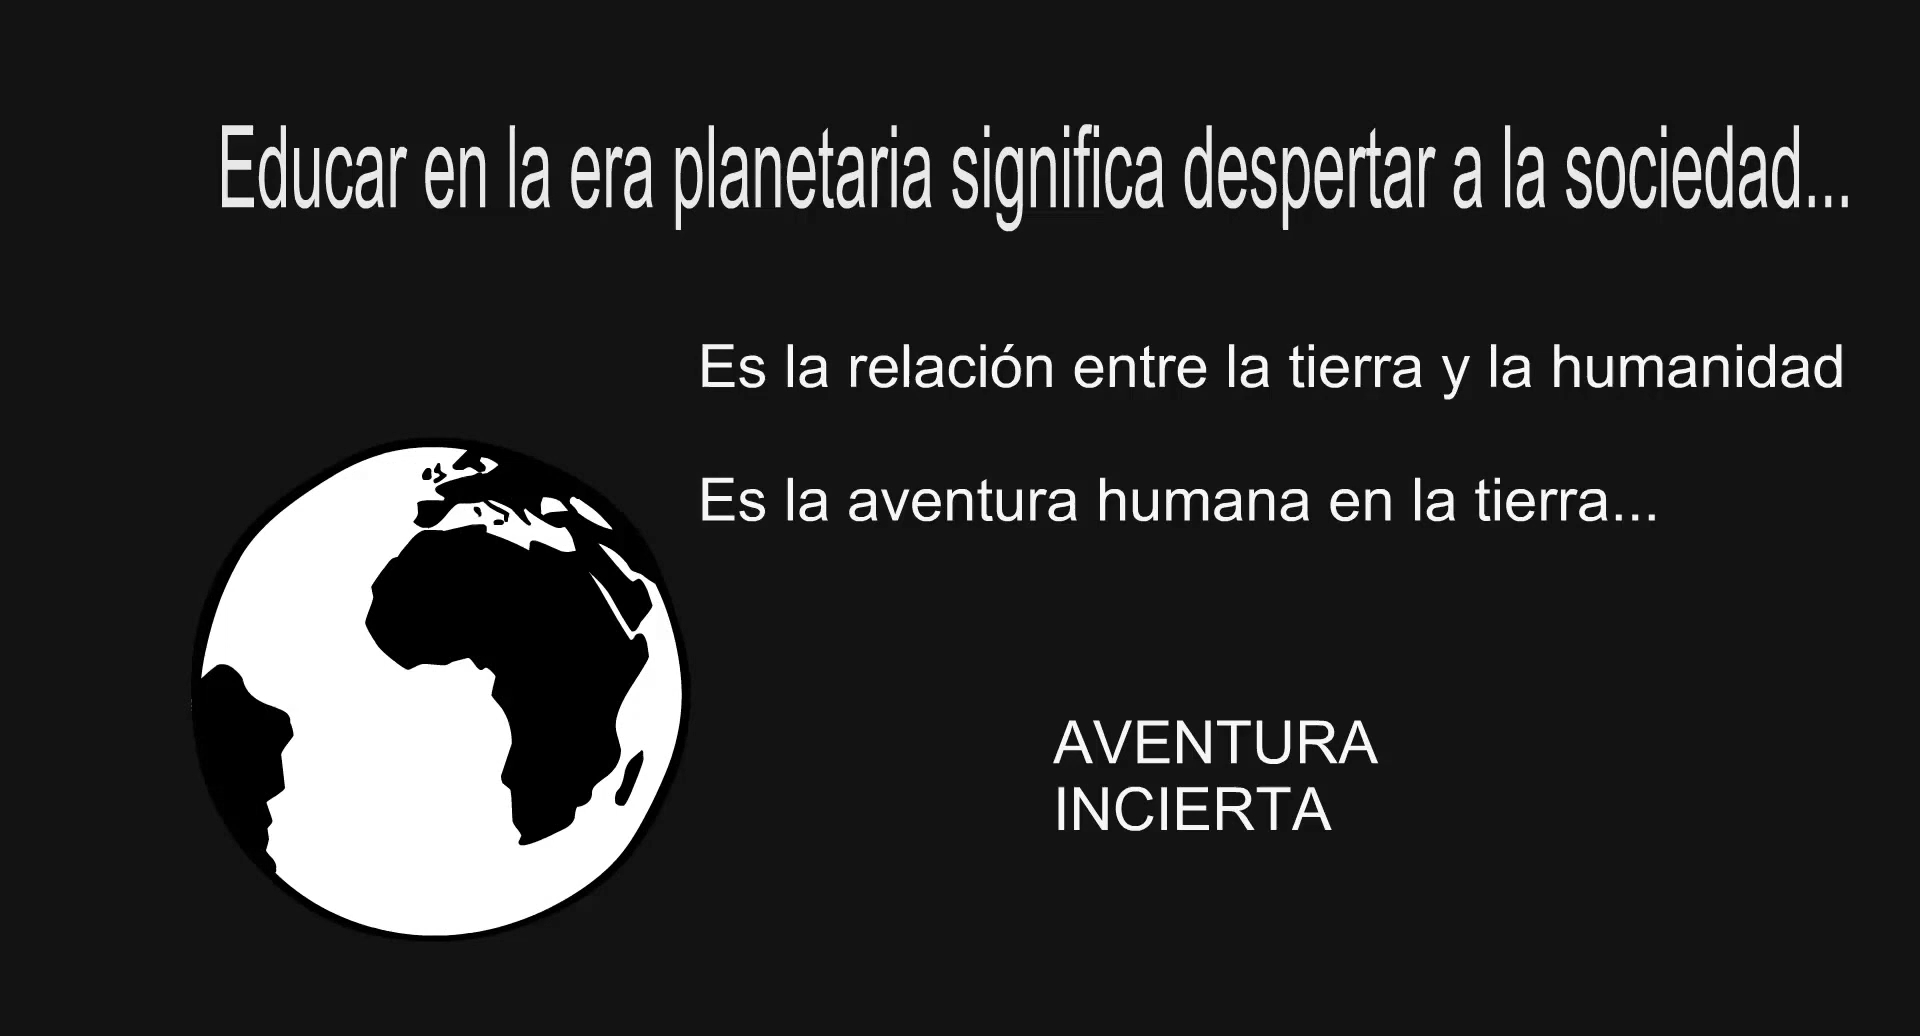 Educar en la era planetaria significa despertar a la sociedad...
Es la relación entre la tierra y la humanidad
Es la aventura humana en la tierra...
AVENTURA
INCIERTA